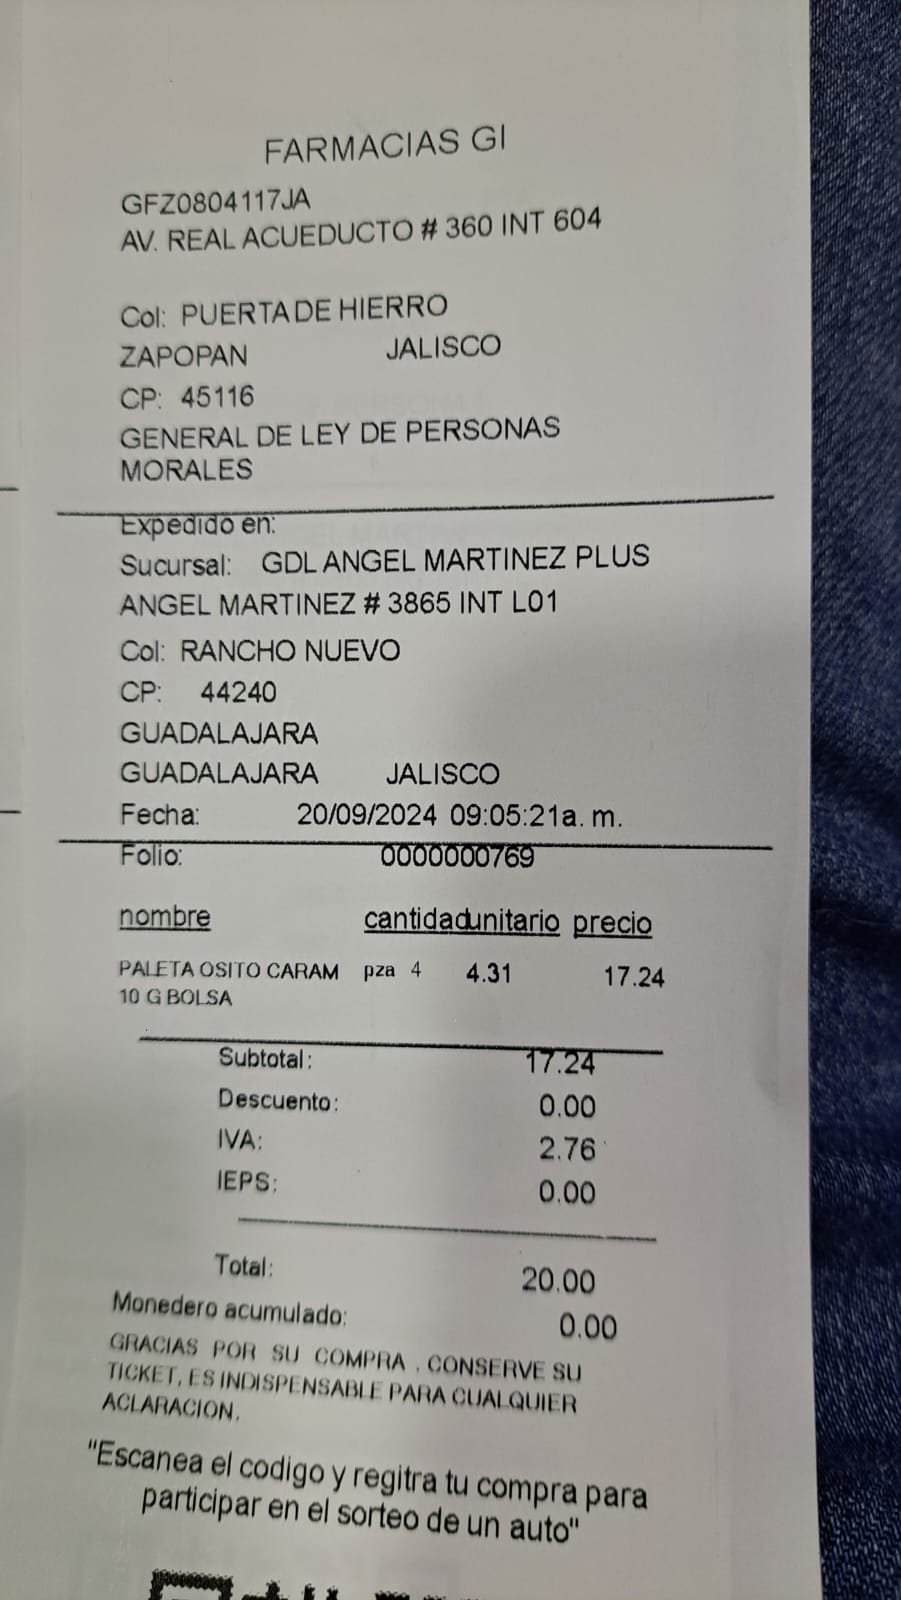 FARMACIAS GI
GFZ0804117JA
AV. REAL ACUEDUCTO # 360 INT 604
Col: PUERTA DE HIERRO
ZAPOPAN JALISCO
CP: 45116
GENERAL DE LEY DE PERSONAS
MORALES
Expedido en:
Sucursal: GDL ANGEL MARTINEZ PLUS
ANGEL MARTINEZ # 3865 INT L01
Col: RANCHO NUEVO
CP: 44240
GUADALAJARA
GUADALAJARA JALISCO
Fecha: 20/09/2024 09:05:21a. m.
Folio: 0000000769
nombre cantidadunitario precio
PALETA OSITO CARAM pza 4 4.31 17.24
10 G BOLSA
Subtotal: 17.24
Descuento: 0.00
IVA: 2.76
IEPS: 0.00
Total: 20.00
Monedero acumulado: 0.00
GRACIAS POR SU COMPRA . CONSERVE SU
TICKET, ES INDISPENSABLE PARA CUALQUIER
ACLARACION.
"Escanea el codigo y regitra tu compra para
participar en el sorteo de un auto"